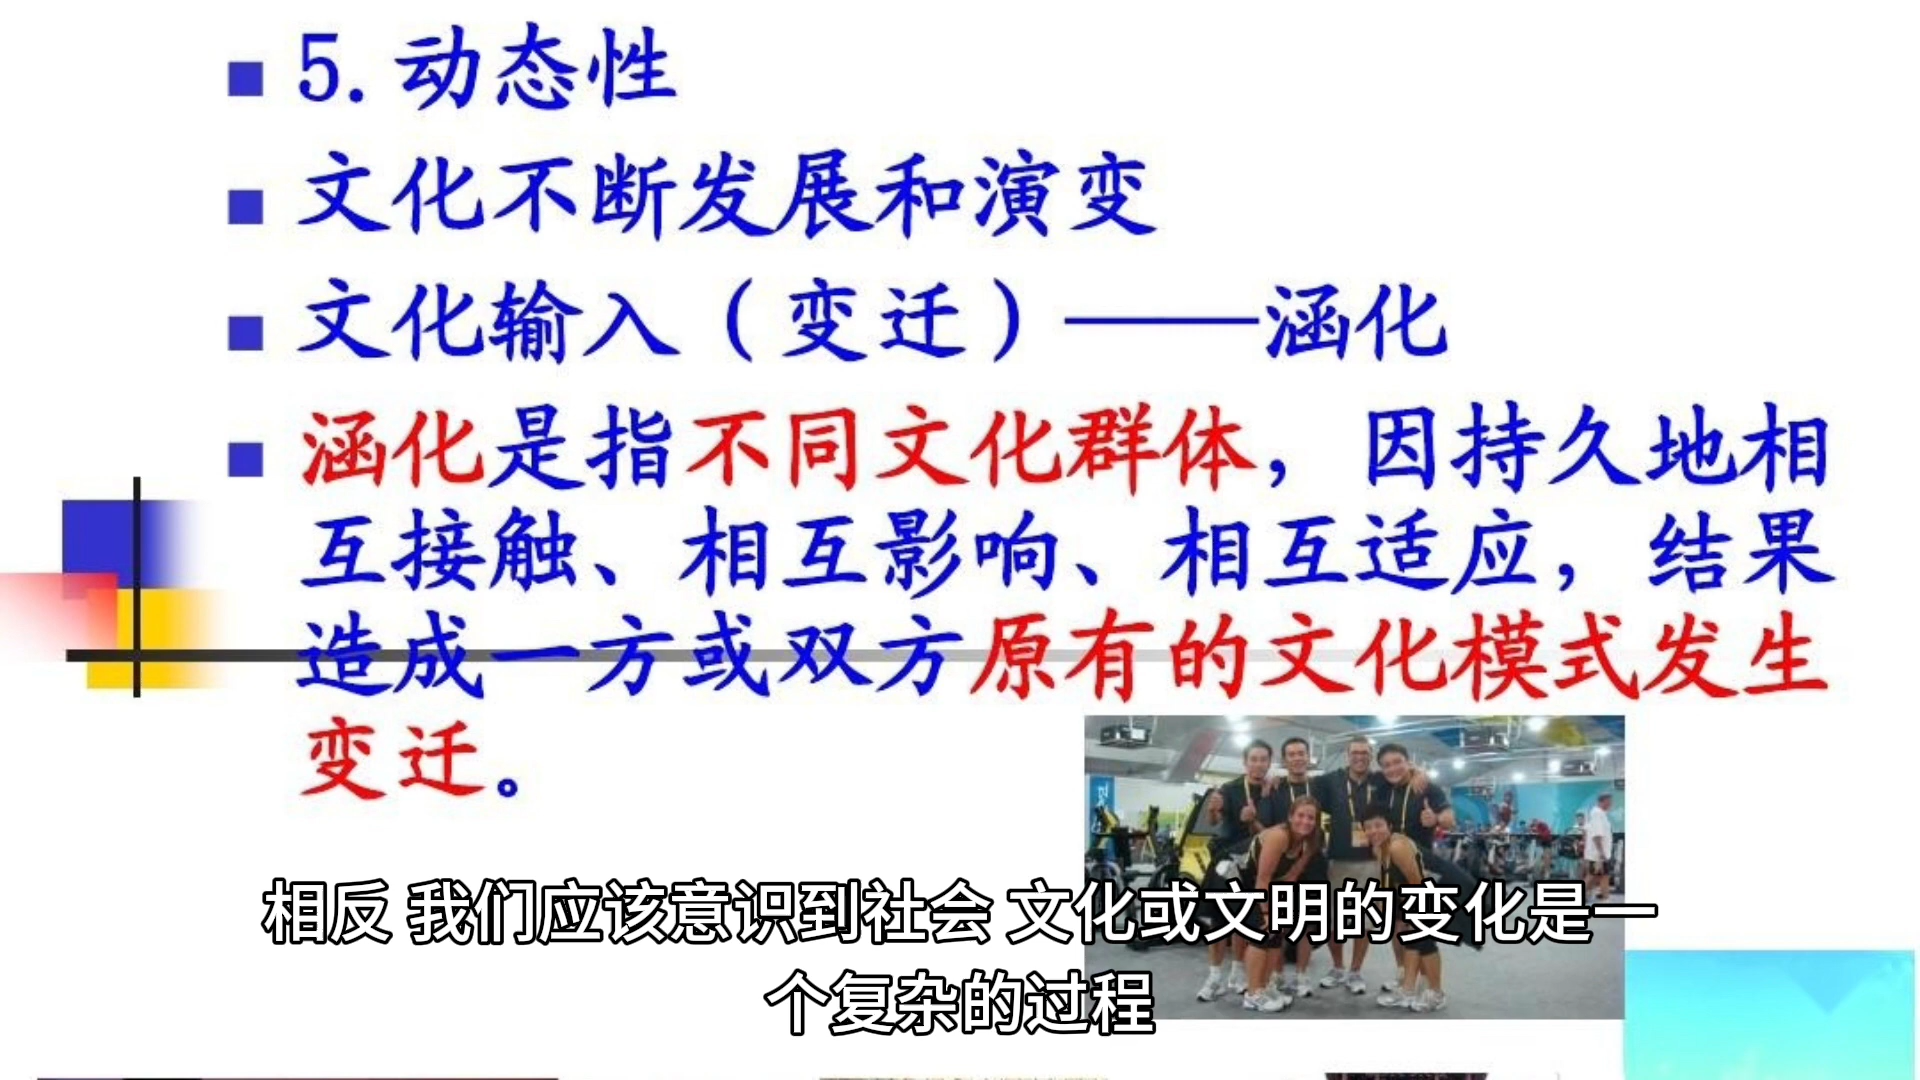 5. 动态性
文化不断发展和演变
文化输入（变迁）——涵化
涵化是指不同文化群体，因持久地相
互接触、相互影响、相互适应，结果
造成一方或双方原有的文化模式发生
变迁。
相反 我们应该意识到社会 文化或文明的变化是一
个复杂的过程